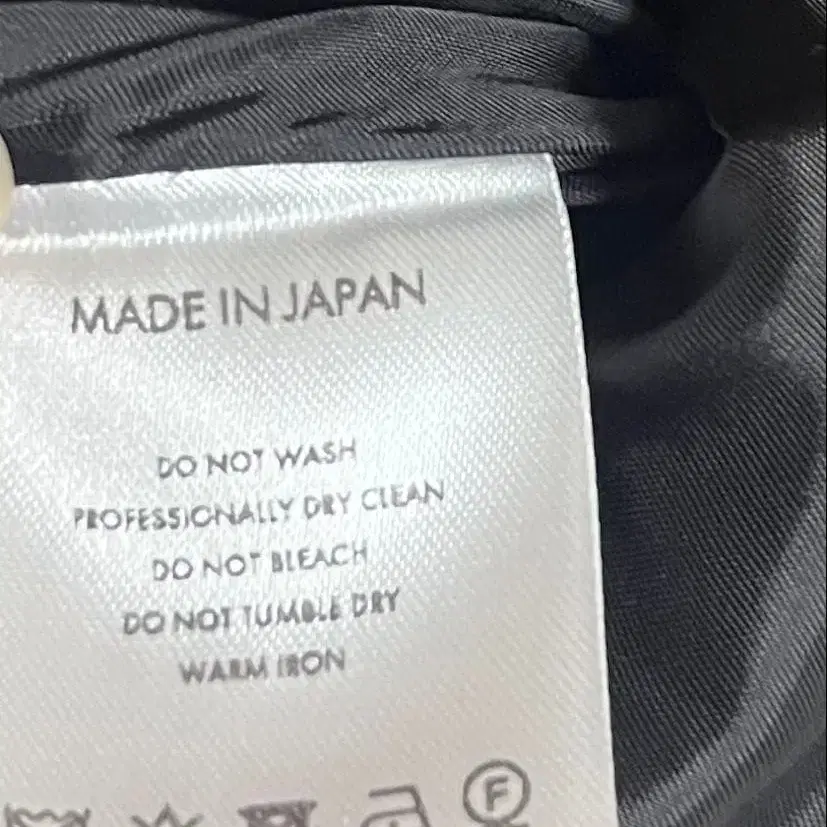 MADE IN JAPAN
DO NOT WASH
PROFESSIONALLY DRY CLEAN
DO NOT BLEACH
DO NOT TUMBLE DRY
WARM IRON
F